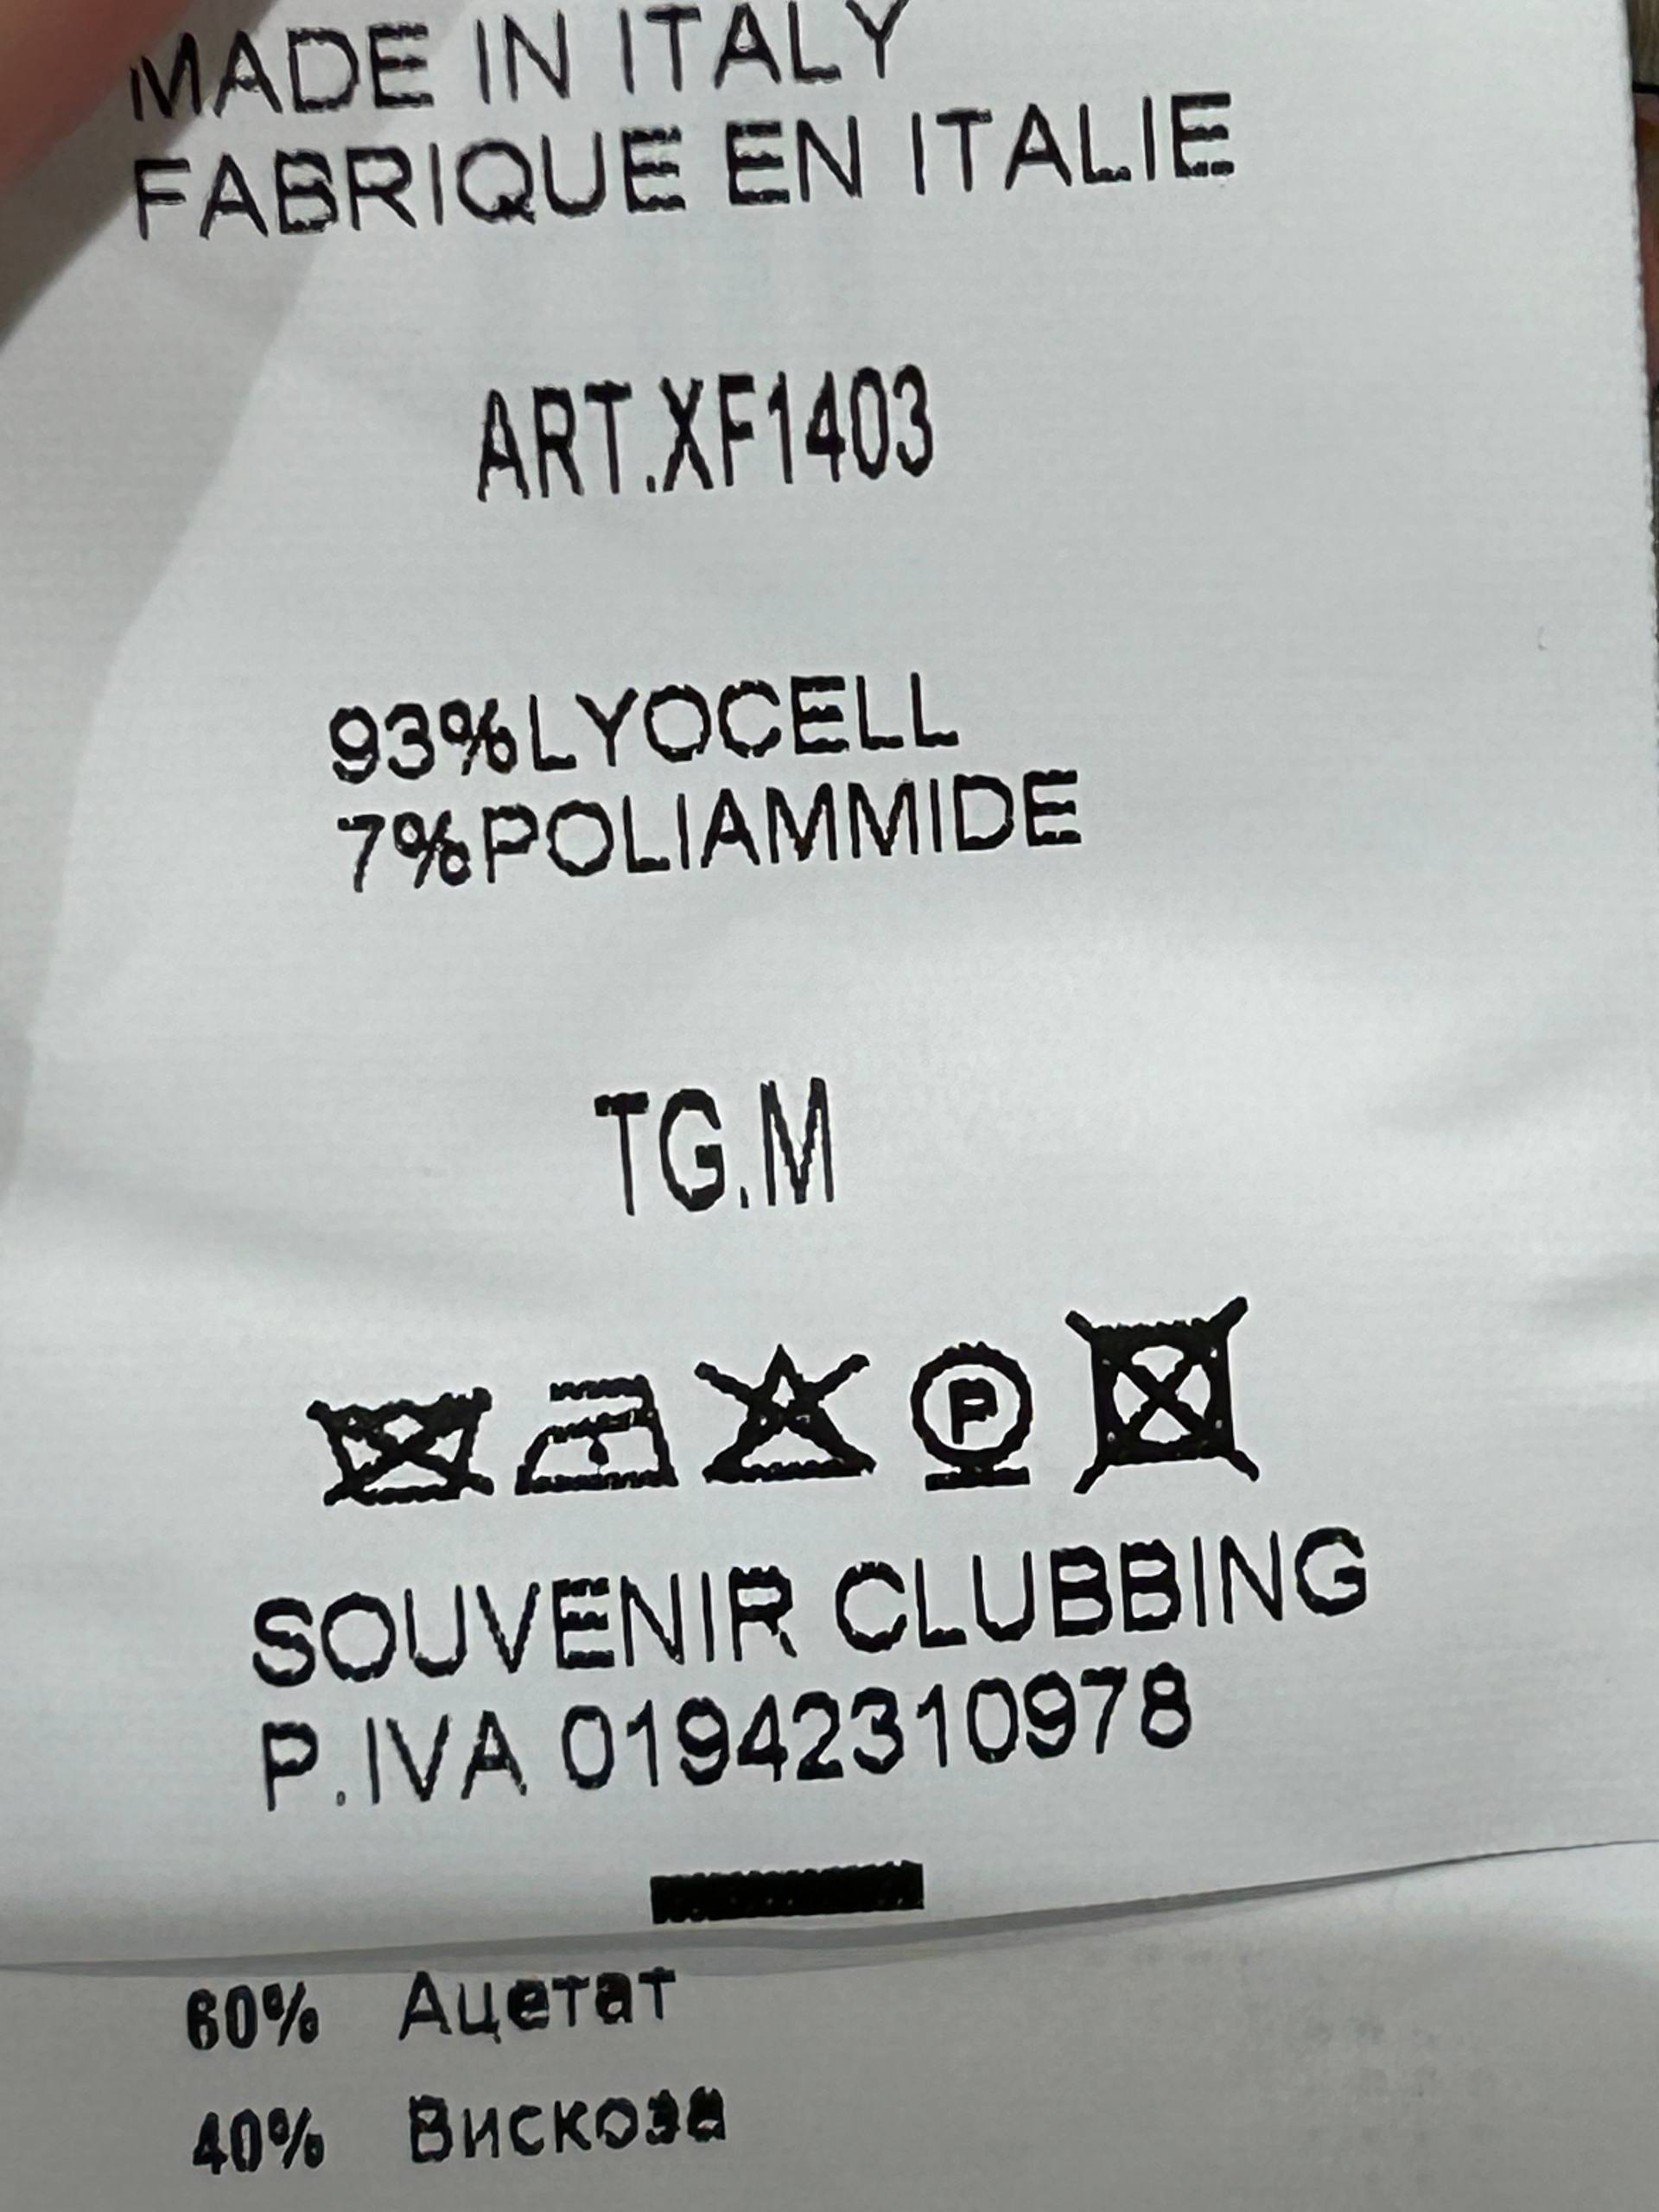 MADE IN ITALY
FABRIQUE EN ITALIE
ART.XF1403
93%LYOCELL
7%POLIAMMIDE
TG.M
P
SOUVENIR CLUBBING
P.IVA 01942310978
60% Ацетат
40% Вискоза